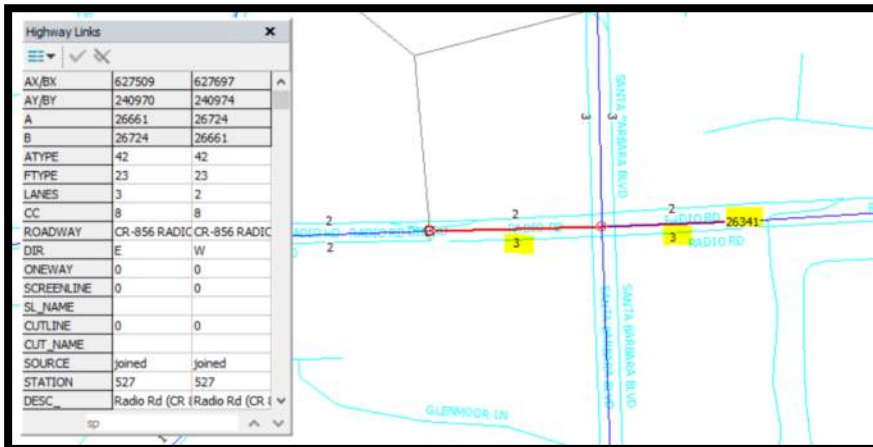 Highway Links
AX/BX 627509 627697
AY/BY 240970 240974
A 26661 26724
B 26724 26661
ATYPE 42 42
FTYPE 23 23
LANES 3 2
CC 8 8
ROADWAY CR-856 RADIC CR-856 RADIC
DIR E W
ONEWAY 0 0
SCREENLINE 0 0
SL_NAME
CUTLINE 0 0
CUT_NAME
SOURCE joined joined
STATION 527 527
DESC_ Radio Rd (CR 8 Radio Rd (CR 8
sp
SANTA BARBARA BLVD
3 3
2 2 2
RADIO RD
RADIO RD
26341
2 3 3
RADIO RD
SANTA BARBARA BLVD
SANTA BARBARA BLVD
GLENMOOR LN